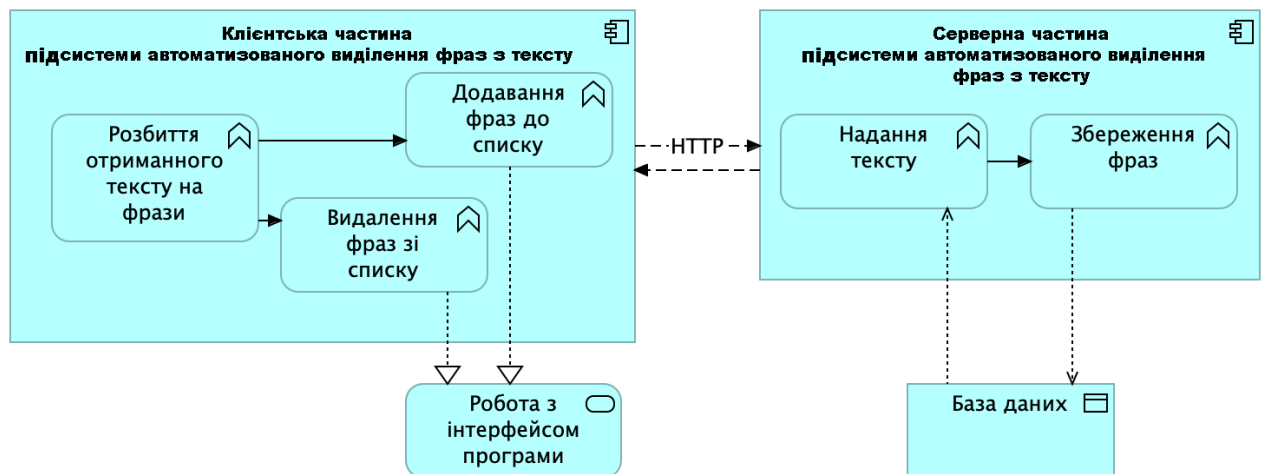 Клієнтська частина
підсистеми автоматизованого виділення фраз з тексту
Розбиття
отриманного
тексту на
фрази
Додавання
фраз до
списку
Видалення
фраз зі
списку
HTTP
Серверна частина
підсистеми автоматизованого виділення
фраз з тексту
Надання
тексту
Збереження
фраз
Робота з
інтерфейсом
програми
База даних